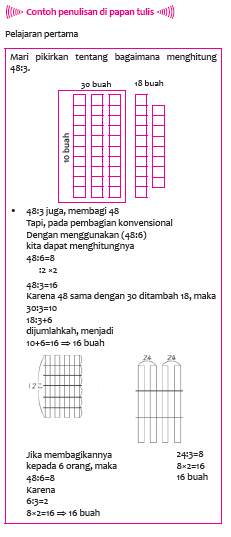 Contoh penulisan di papan tulis
Pelajaran pertama
Mari pikirkan tentang bagaimana menghitung
48:3.
30 buah 18 buah
10 buah
• 48:3 juga, membagi 48
Tapi, pada pembagian konvensional
Dengan menggunakan (48:6)
kita dapat menghitungnya
48:6=8
:2 ×2
48:3=16
Karena 48 sama dengan 30 ditambah 18, maka
30:3=10
18:3+6
dijumlahkah, menjadi
10+6=16 ⇒ 16 buah
12 24 24
Jika membagikannya
kepada 6 orang, maka
48:6=8
Karena
6:3=2
8×2=16 ⇒ 16 buah
24:3=8
8×2=16
16 buah